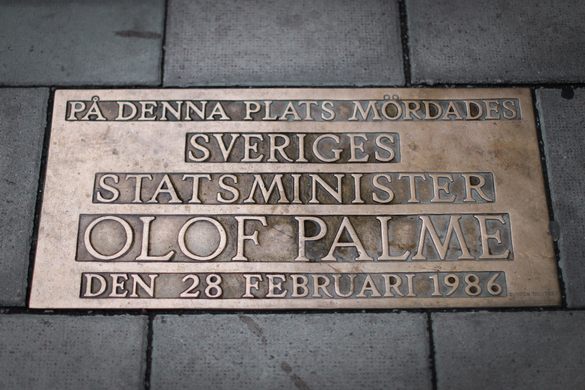 PÅ DENNA PLATS MÖRDADES
SVERIGES
STATSMINISTER
OLOF PALME
DEN 28 FEBRUARI 1986